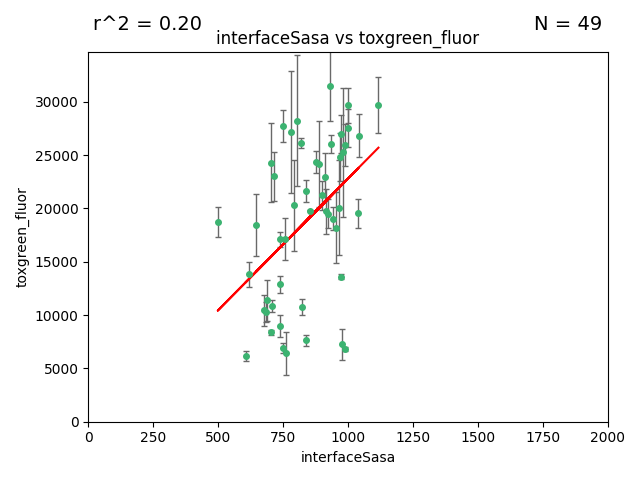 r^2 = 0.20
N = 49
interfaceSasa vs toxgreen_fluor
30000
25000
20000
15000
10000
5000
0
toxgreen_fluor
0 250 500 750 1000 1250 1500 1750 2000
interfaceSasa